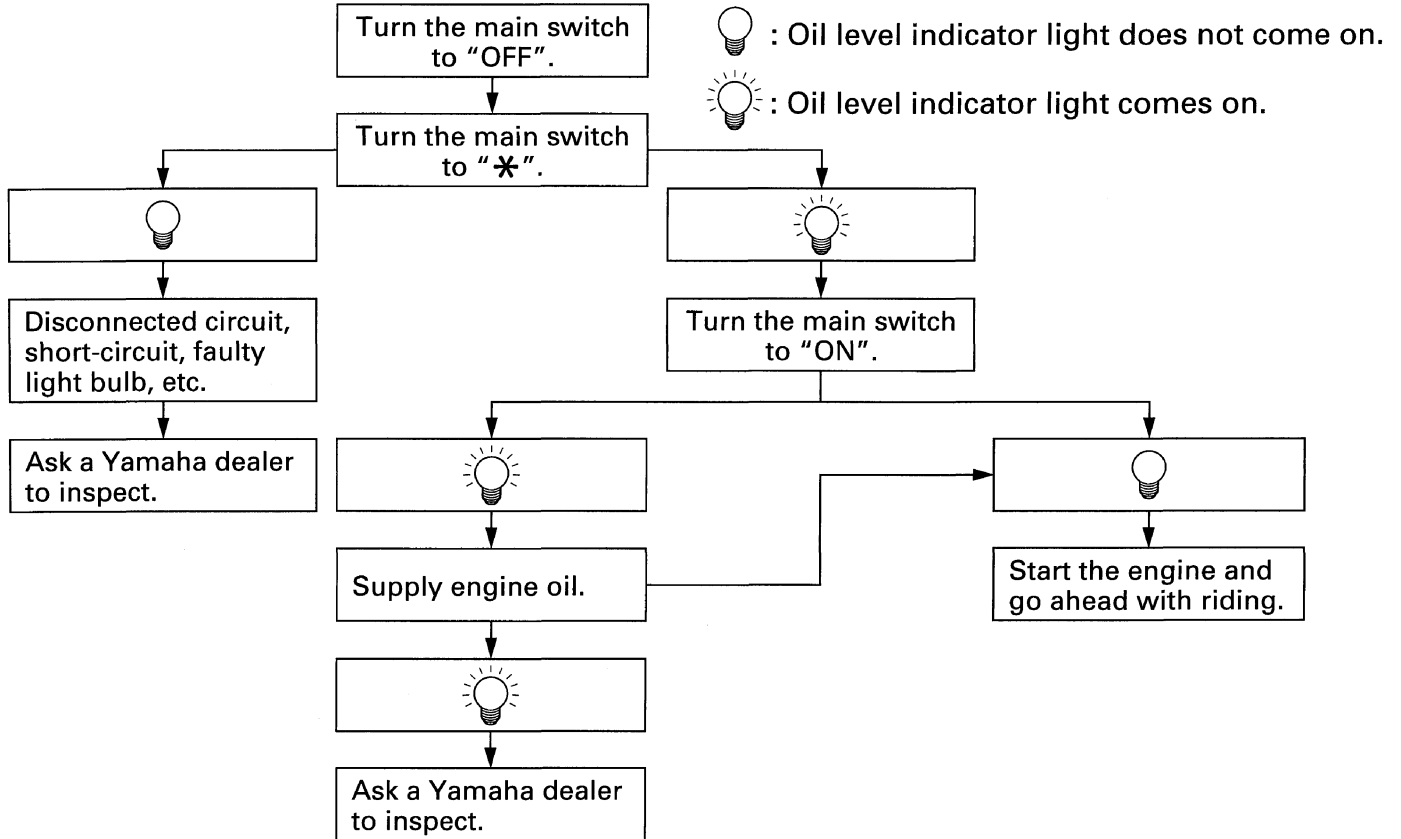 Turn the main switch
to “OFF”.
: Oil level indicator light does not come on.
: Oil level indicator light comes on.
Turn the main switch
to “✻”.
Disconnected circuit,
short-circuit, faulty
light bulb, etc.
Ask a Yamaha dealer
to inspect.
Turn the main switch
to “ON”.
Supply engine oil.
Ask a Yamaha dealer
to inspect.
Start the engine and
go ahead with riding.